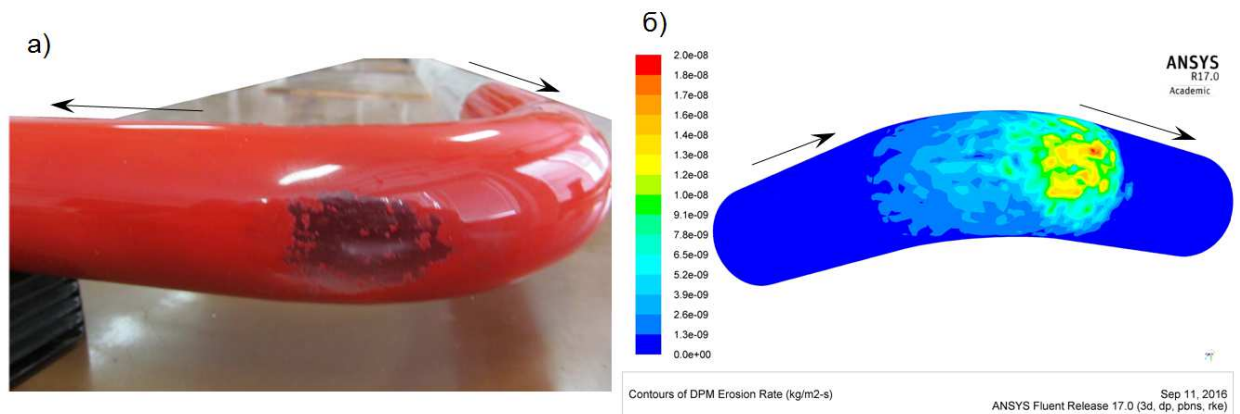 а)
б)
2.0e-08
1.8e-08
1.7e-08
1.6e-08
1.4e-08
1.3e-08
1.2e-08
1.0e-08
9.1e-09
7.8e-09
6.5e-09
5.2e-09
3.9e-09
2.6e-09
1.3e-09
0.0e+00
ANSYS
R17.0
Academic
Contours of DPM Erosion Rate (kg/m2-s)
Sep 11, 2016
ANSYS Fluent Release 17.0 (3d, dp, pbns, rke)